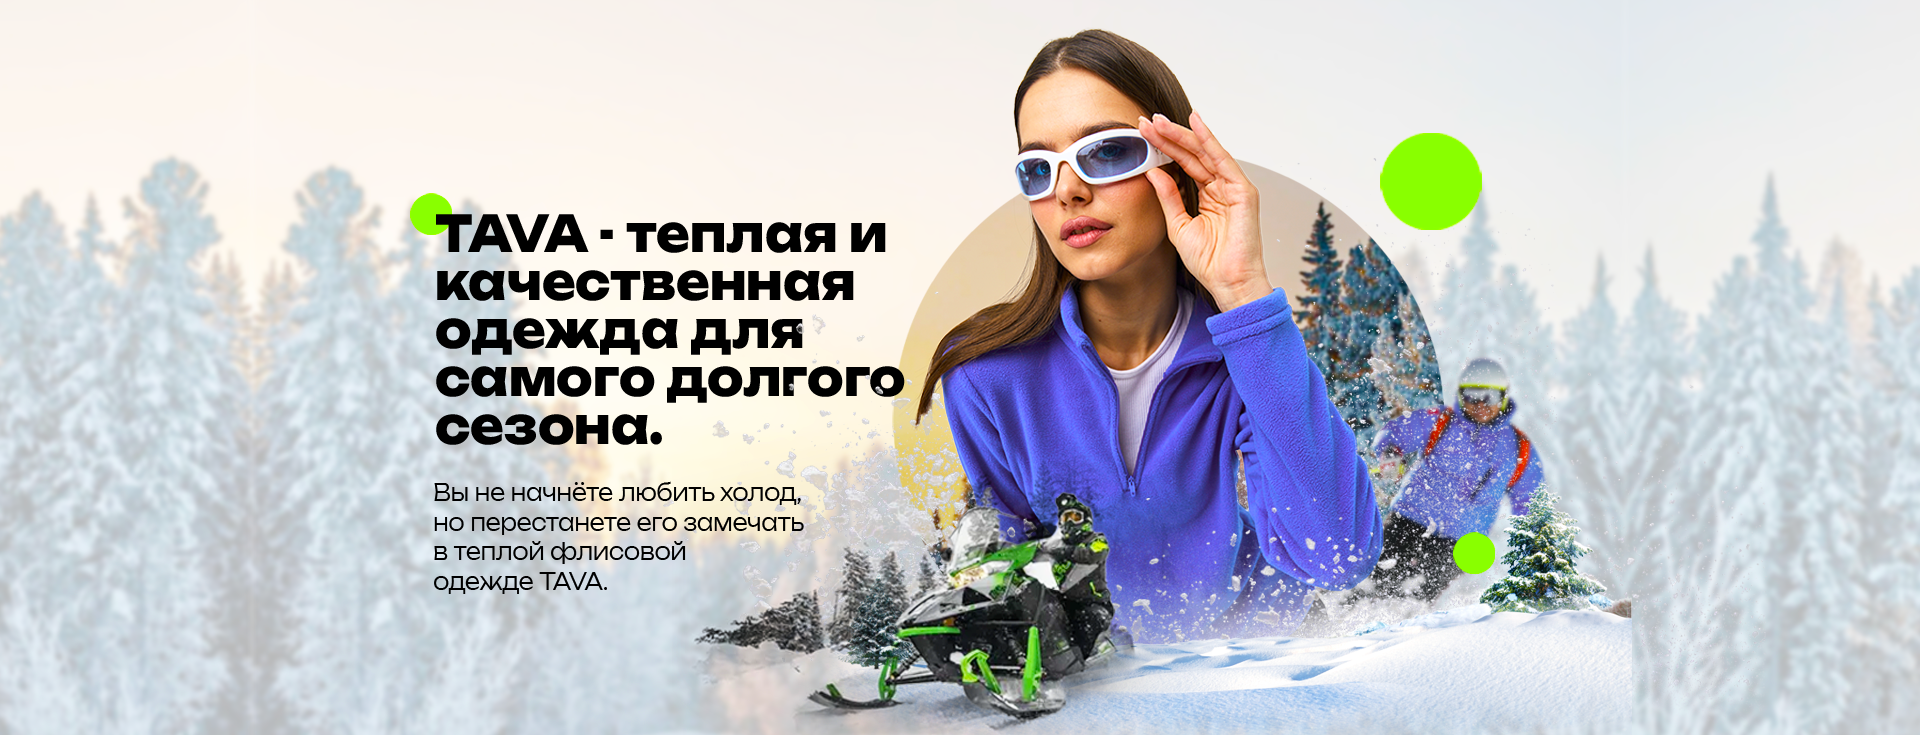 TAVA - теплая и
качественная
одежда для
самого долгого
сезона.
Вы не начнёте любить холод,
но перестанете его замечать
в теплой флисовой
одежде TAVA.